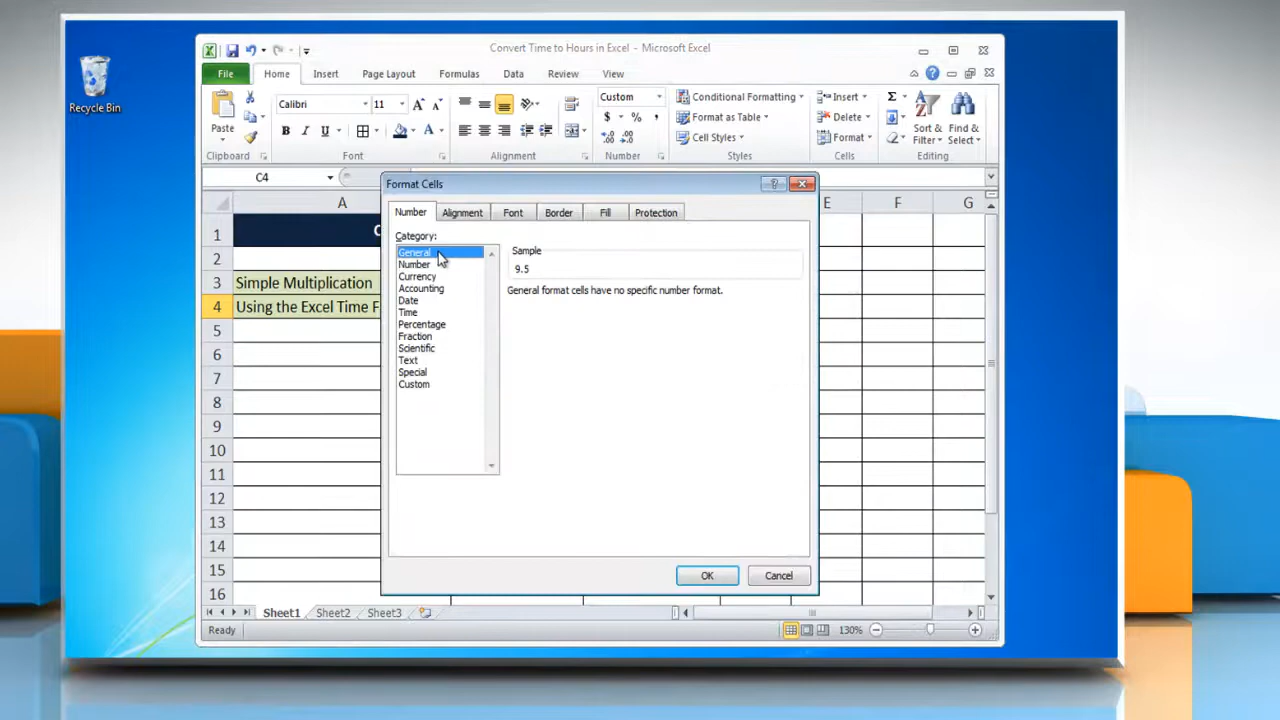 Convert Time to Hours in Excel - Microsoft Excel
Recycle Bin
File Home Insert Page Layout Formulas Data Review View
Paste
Calibri 11
B I U
Custom
$ % ,
Conditional Formatting
Format as Table
Cell Styles
Insert
Delete
Format
Sort & Filter
Find & Select
Clipboard Font Alignment Number Styles Cells Editing
C4
Format Cells
A E F G
Number Alignment Font Border Fill Protection
Category:
General
Number
Currency
Accounting
Date
Time
Percentage
Fraction
Scientific
Text
Special
Custom
Sample
9.5
General format cells have no specific number format.
1 C
2
3 Simple Multiplication
4 Using the Excel Time F
5
6
7
8
9
10
11
12
13
14
15
16
OK Cancel
Sheet1 Sheet2 Sheet3
Ready 130%